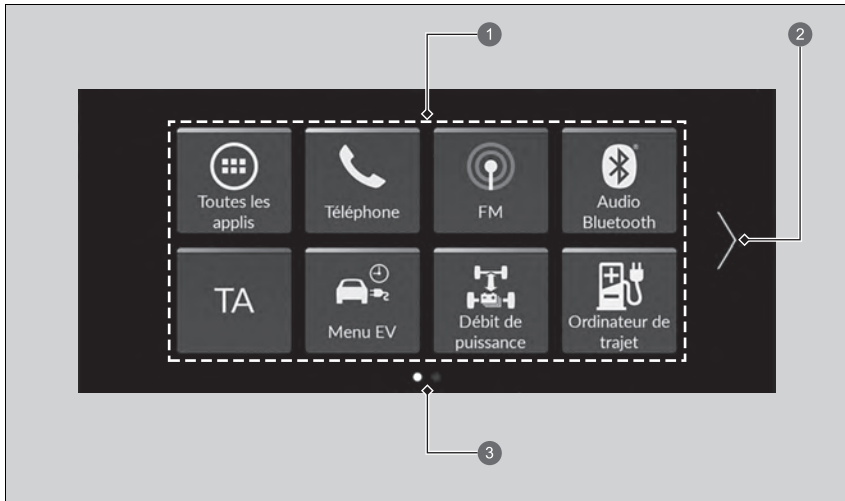 1
2
Toutes les
applis
Téléphone
FM
Audio
Bluetooth
TA
Menu EV
Débit de
puissance
Ordinateur de
trajet
3